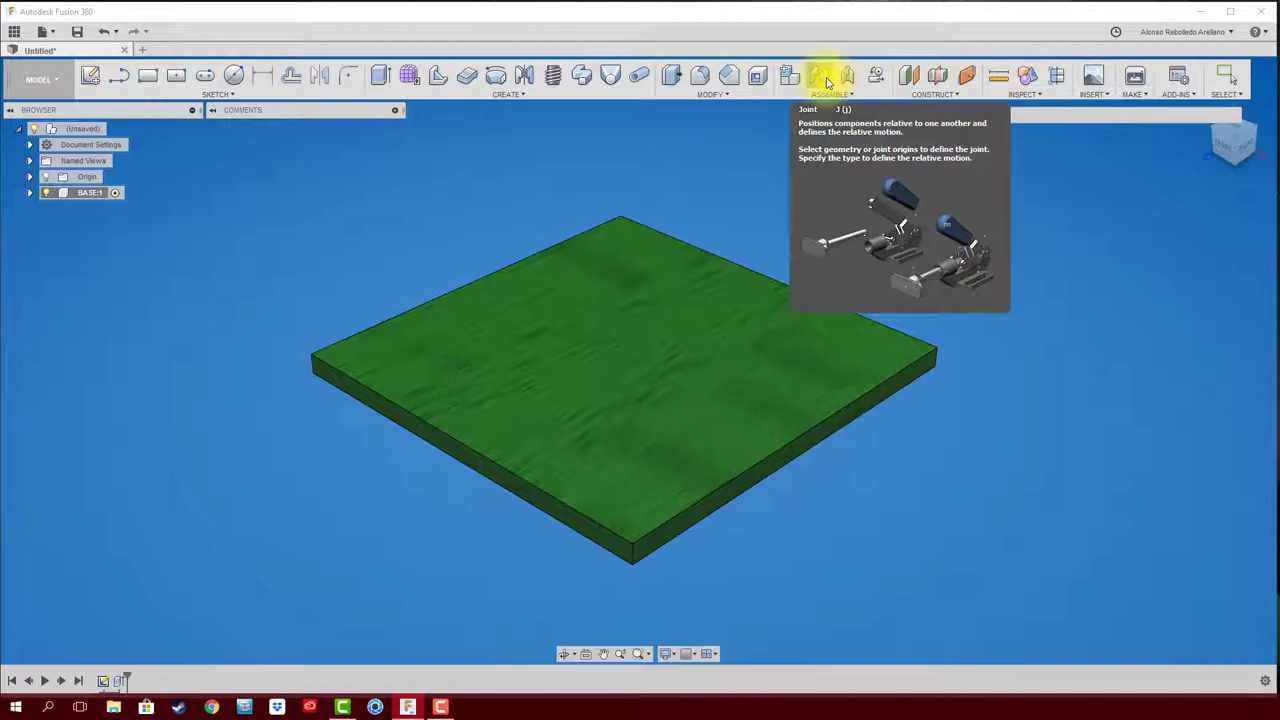 Autodesk Fusion 360
Alonso Rebolledo Arellano
Untitled*
MODEL
SKETCH
CREATE
MODIFY
ASSEMBLE
CONSTRUCT
INSPECT
INSERT
MAKE
ADD-INS
SELECT
BROWSER
COMMENTS
Joint J (j)
Positions components relative to one another and
defines the relative motion.
Select geometry or joint origins to define the joint.
Specify the type to define the relative motion.
(Unsaved)
Document Settings
Named Views
Origin
BASE:1